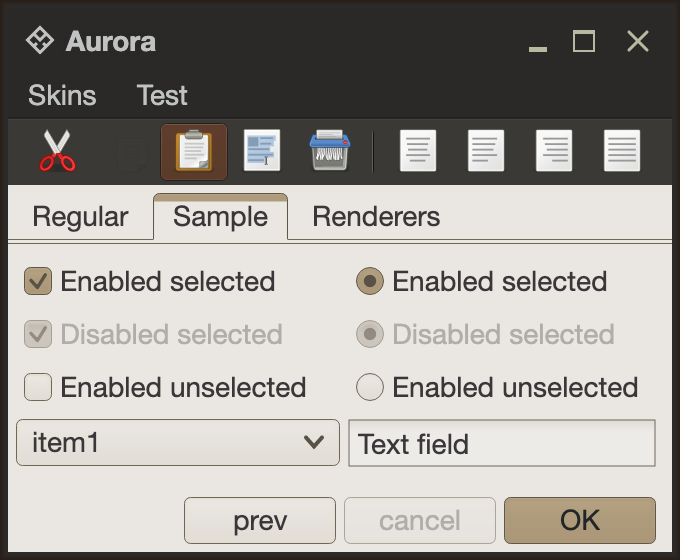 Aurora
Skins Test
Regular Sample Renderers
Enabled selected Enabled selected
Disabled selected Disabled selected
Enabled unselected Enabled unselected
item1 Text field
prev cancel OK